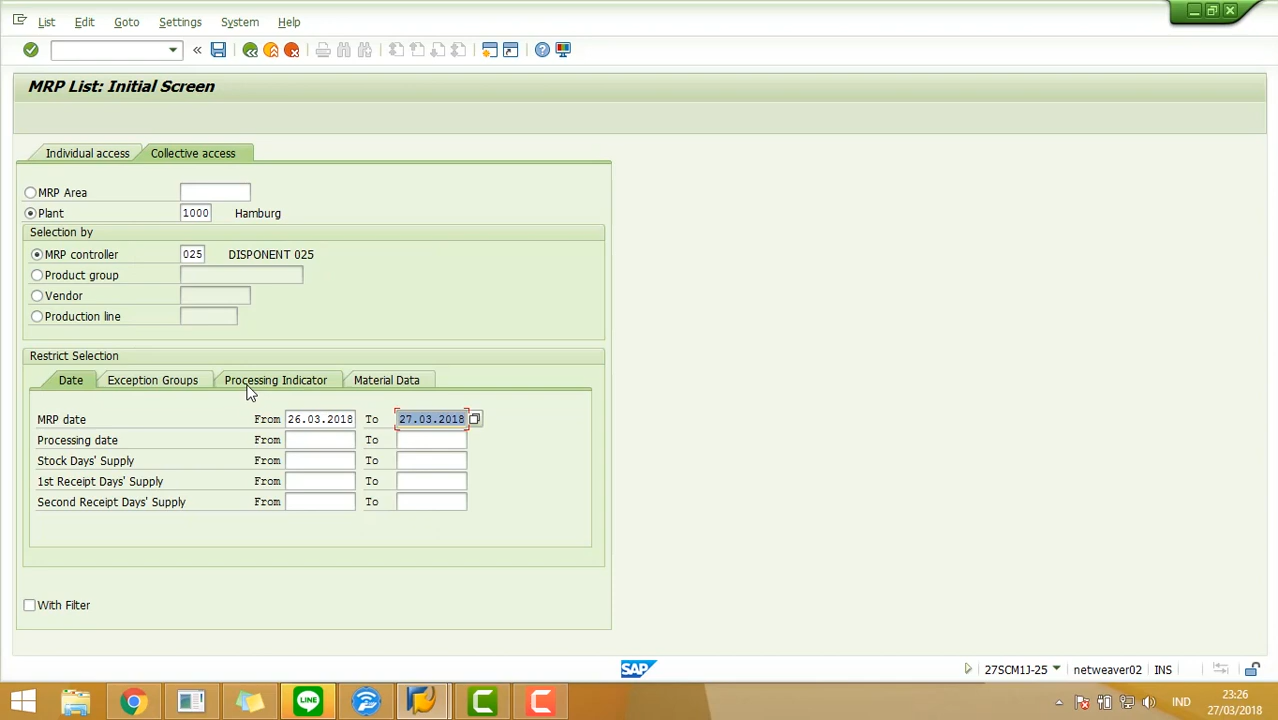 List Edit Goto Settings System Help
MRP List: Initial Screen
Individual access Collective access
MRP Area
Plant 1000 Hamburg
Selection by
MRP controller 025 DISPONENT 025
Product group
Vendor
Production line
Restrict Selection
Date Exception Groups Processing Indicator Material Data
MRP date From 26.03.2018 To 27.03.2018
Processing date From To
Stock Days' Supply From To
1st Receipt Days' Supply From To
Second Receipt Days' Supply From To
With Filter
SAP 27SCM1J-25 netweaver02 INS
LINE IND 23:26
27/03/2018